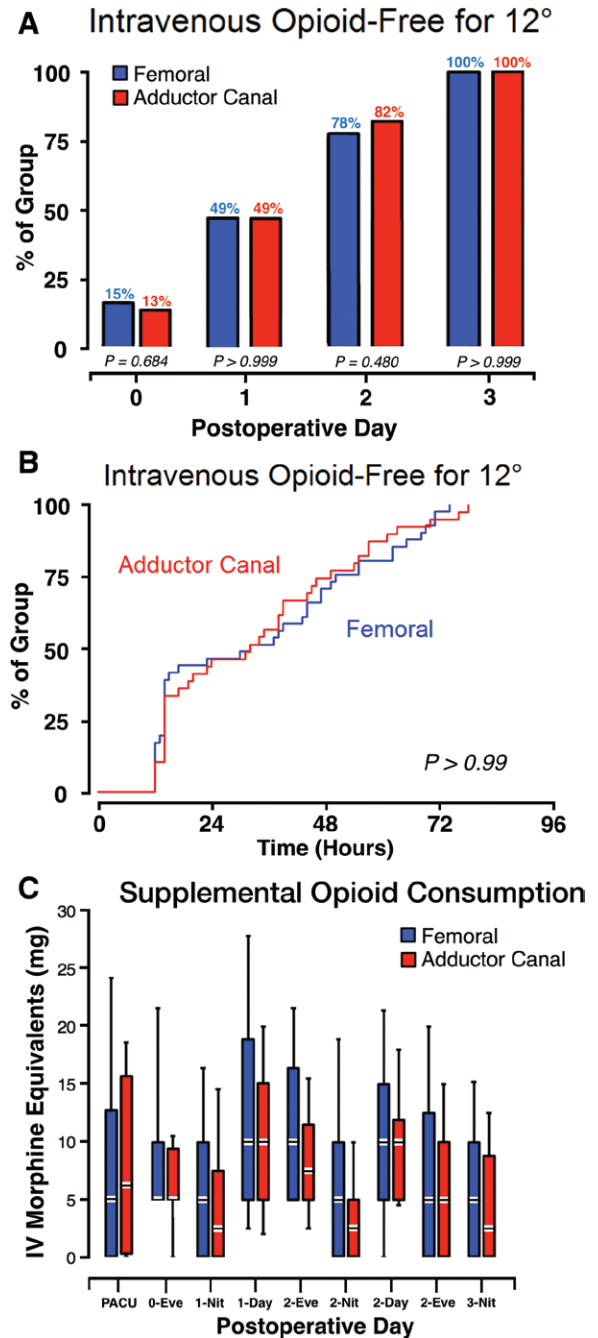 A
Intravenous Opioid-Free for 12°
Femoral
Adductor Canal
% of Group
100
75
50
25
0
15%
13%
49%
49%
78%
82%
100%
100%
P = 0.684
P > 0.999
P = 0.480
P > 0.999
0
1
2
3
Postoperative Day
B
Intravenous Opioid-Free for 12°
% of Group
100
75
50
25
0
Adductor Canal
Femoral
P > 0.99
0
24
48
72
96
Time (Hours)
C
Supplemental Opioid Consumption
Femoral
Adductor Canal
IV Morphine Equivalents (mg)
30
25
20
15
10
5
0
PACU
0-Eve
1-Nit
1-Day
2-Eve
2-Nit
2-Day
2-Eve
3-Nit
Postoperative Day